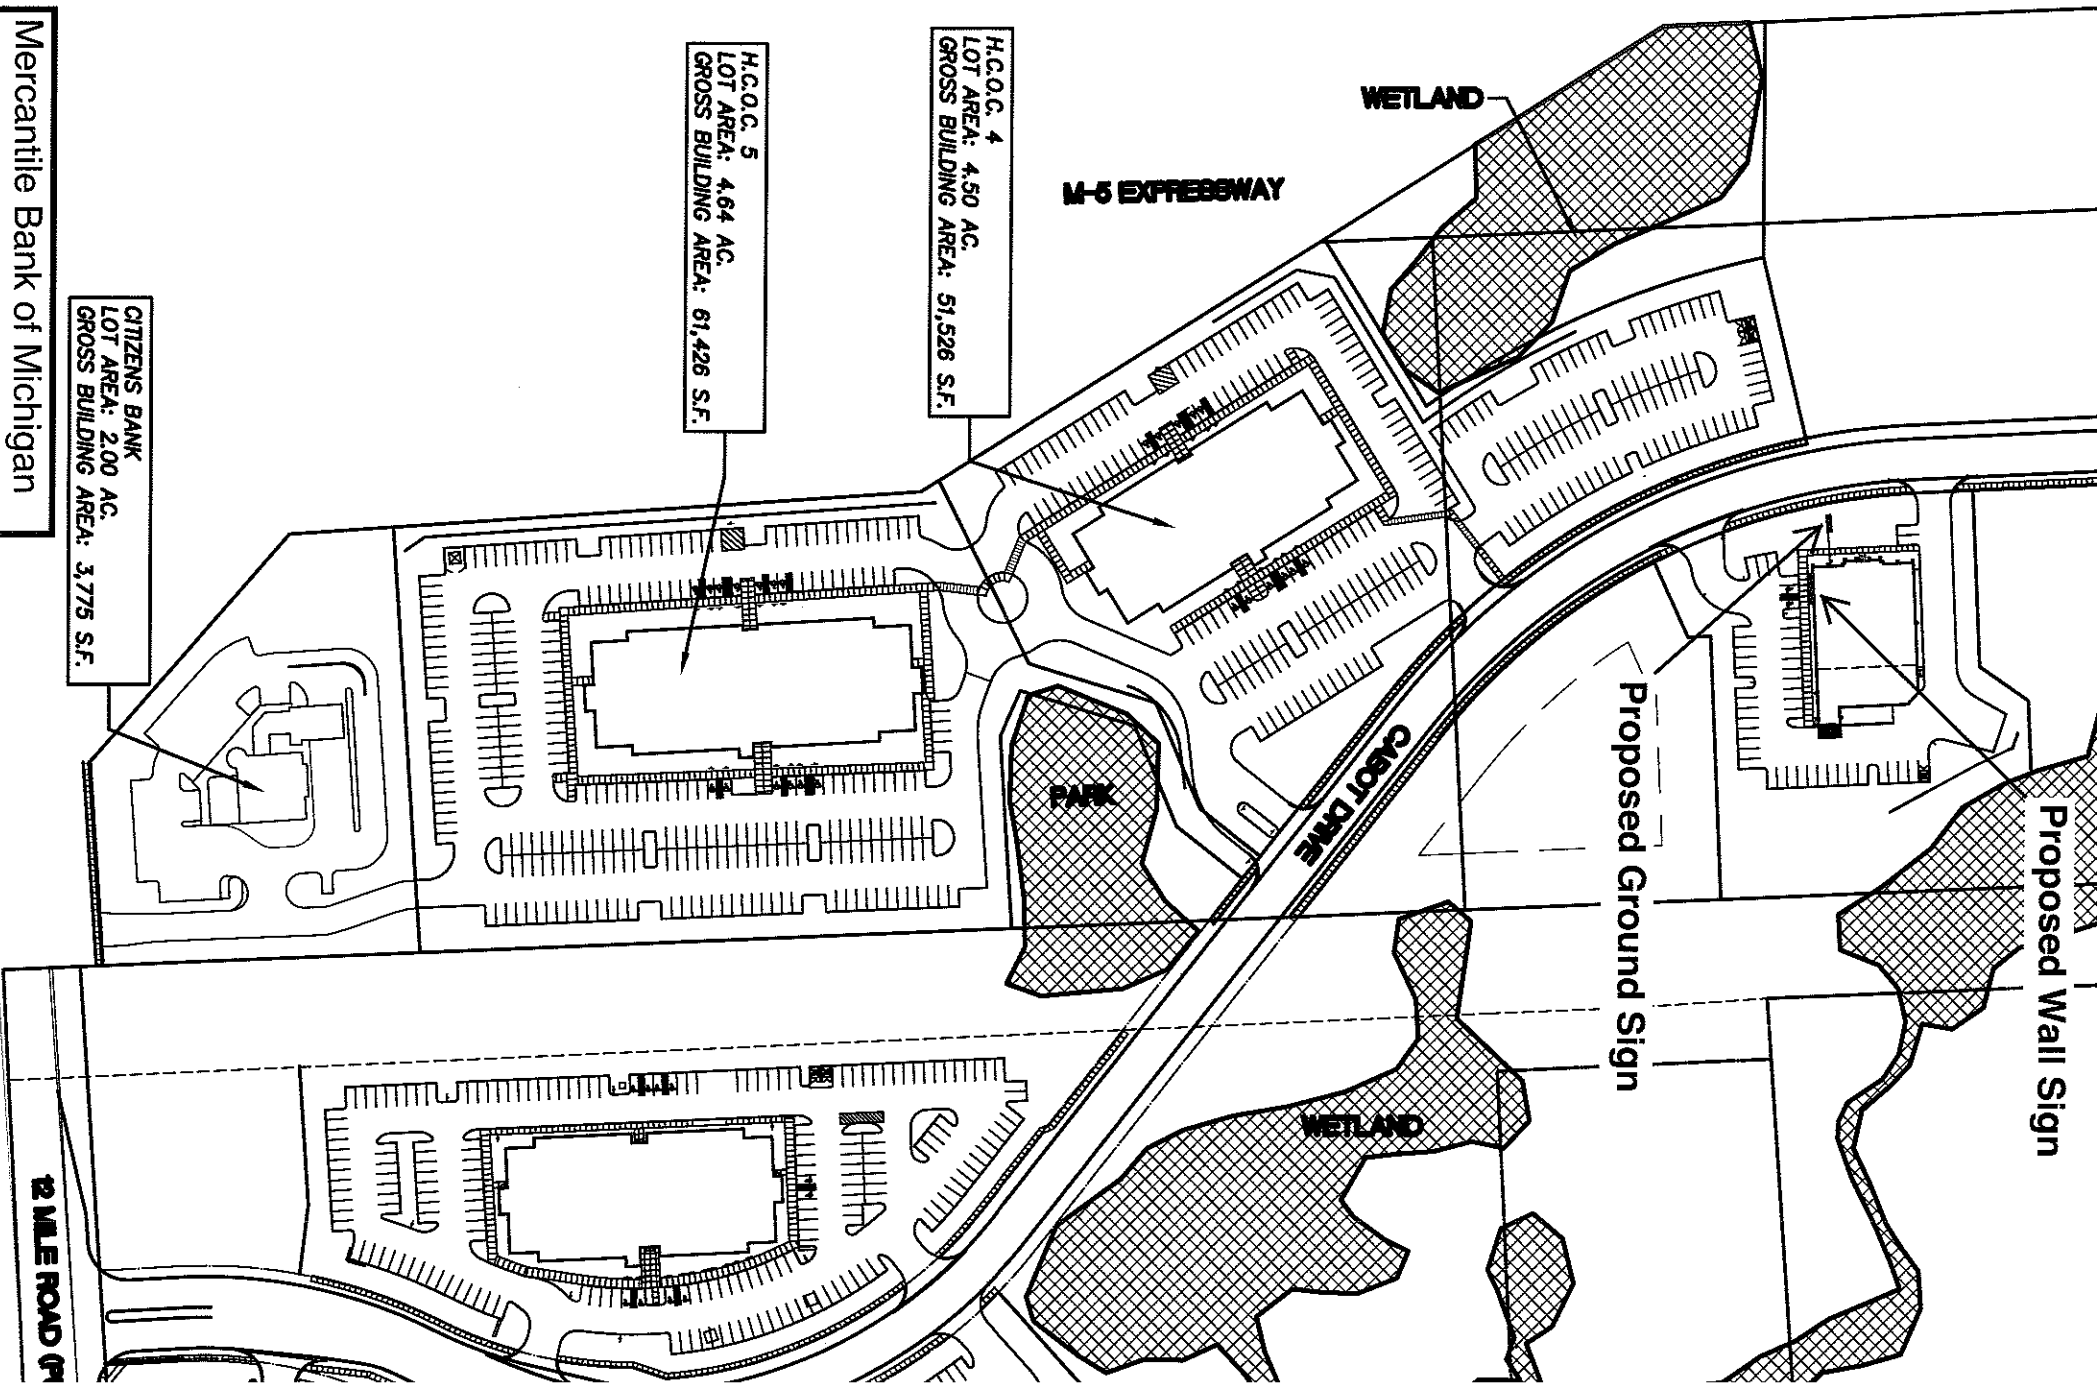 Mercantile Bank of Michigan
WETLAND
M-5 EXPRESSWAY
H.C.O.C. 4
LOT AREA: 4.50 AC.
GROSS BUILDING AREA: 51,526 S.F.
H.C.O.C. 5
LOT AREA: 4.64 AC.
GROSS BUILDING AREA: 61,426 S.F.
CITIZENS BANK
LOT AREA: 2.00 AC.
GROSS BUILDING AREA: 3,775 S.F.
PARK
CABOT DRIVE
Proposed Ground Sign
Proposed Wall Sign
WETLAND
12 MILE ROAD